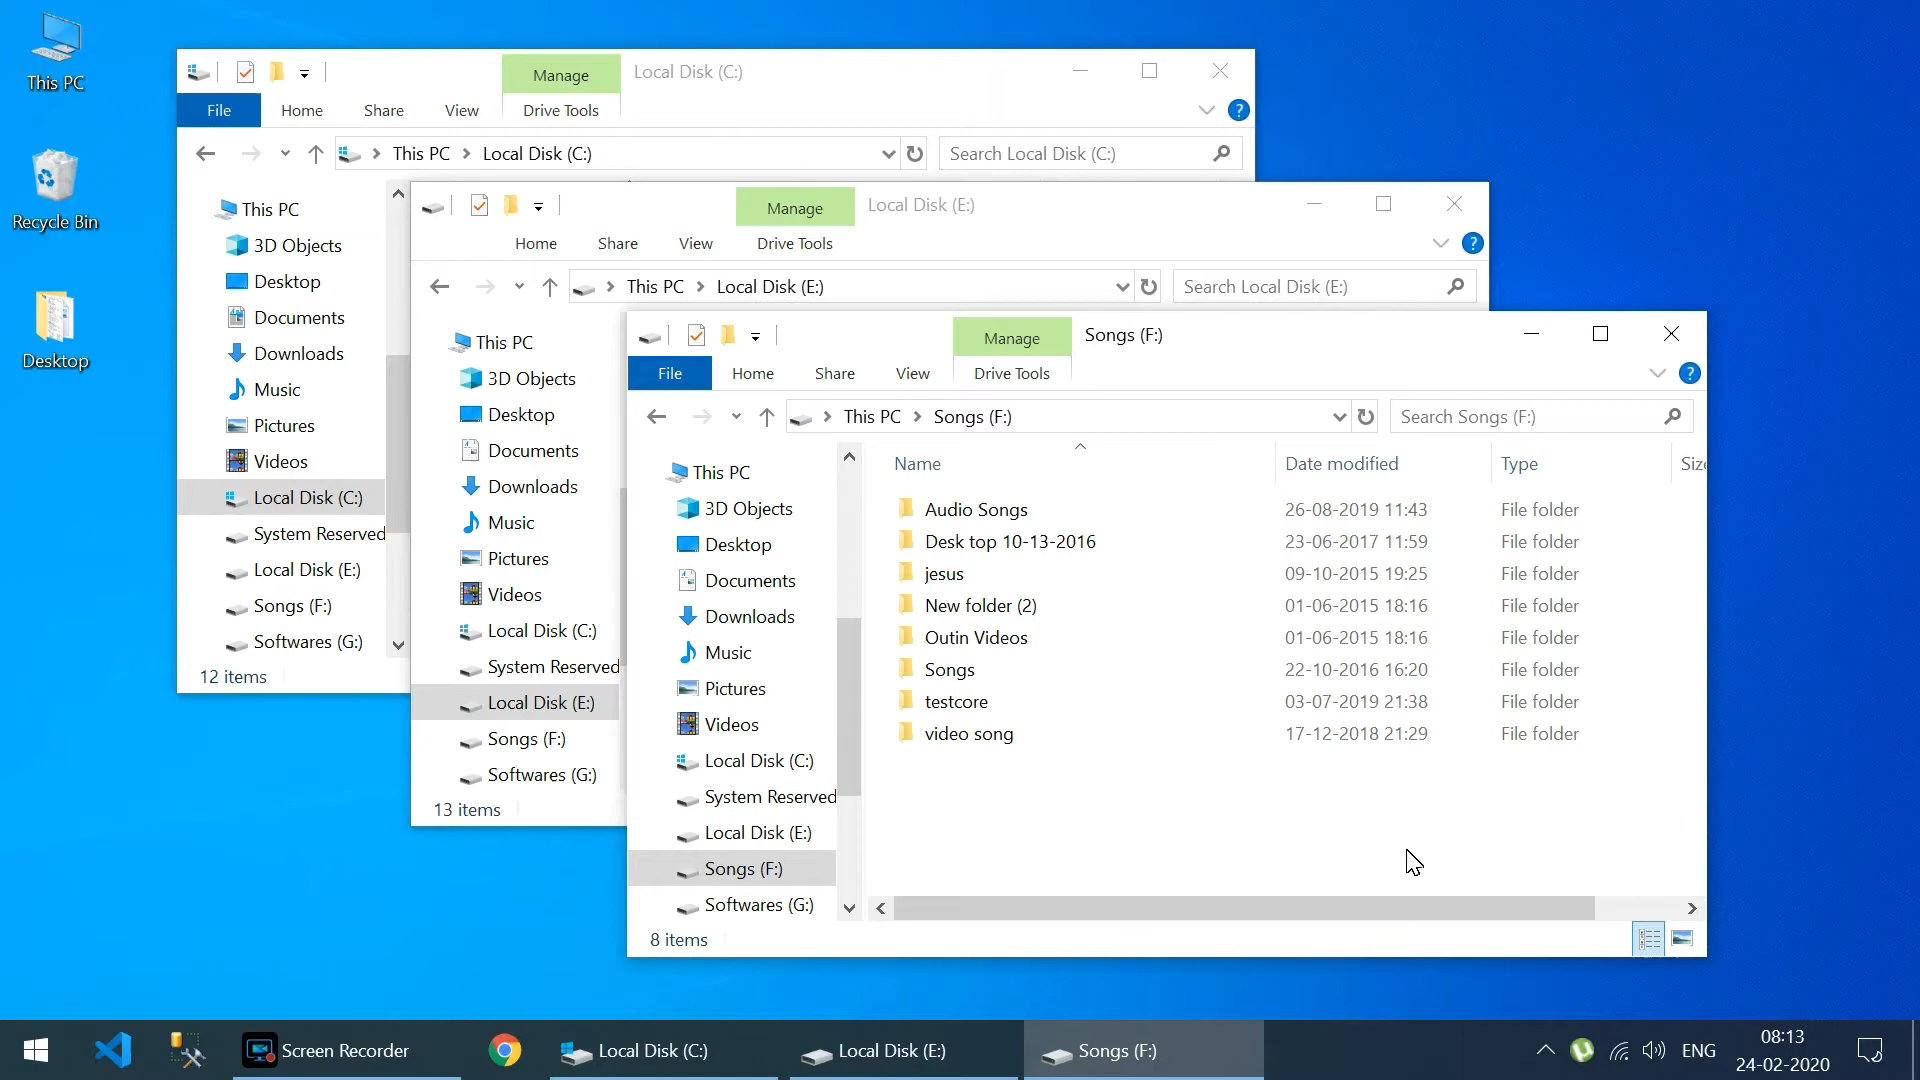 This PC
Recycle Bin
Desktop
Manage
Local Disk (C:)
File
Home
Share
View
Drive Tools
?
This PC
Local Disk (C:)
Search Local Disk (C:)
This PC
3D Objects
Desktop
Documents
Downloads
Music
Pictures
Videos
Local Disk (C:)
System Reserved
Local Disk (E:)
Songs (F:)
Softwares (G:)
12 items
Manage
Local Disk (E:)
Home
Share
View
Drive Tools
?
This PC
Local Disk (E:)
Search Local Disk (E:)
This PC
3D Objects
Desktop
Documents
Downloads
Music
Pictures
Videos
Local Disk (C:)
System Reserved
Local Disk (E:)
Songs (F:)
Softwares (G:)
13 items
Manage
Songs (F:)
File
Home
Share
View
Drive Tools
?
This PC
Songs (F:)
Search Songs (F:)
This PC
3D Objects
Desktop
Documents
Downloads
Music
Pictures
Videos
Local Disk (C:)
System Reserved
Local Disk (E:)
Songs (F:)
Softwares (G:)
Name Date modified Type Siz
Audio Songs 26-08-2019 11:43 File folder
Desk top 10-13-2016 23-06-2017 11:59 File folder
jesus 09-10-2015 19:25 File folder
New folder (2) 01-06-2015 18:16 File folder
Outin Videos 01-06-2015 18:16 File folder
Songs 22-10-2016 16:20 File folder
testcore 03-07-2019 21:38 File folder
video song 17-12-2018 21:29 File folder
8 items
Screen Recorder
Local Disk (C:)
Local Disk (E:)
Songs (F:)
ENG
08:13
24-02-2020